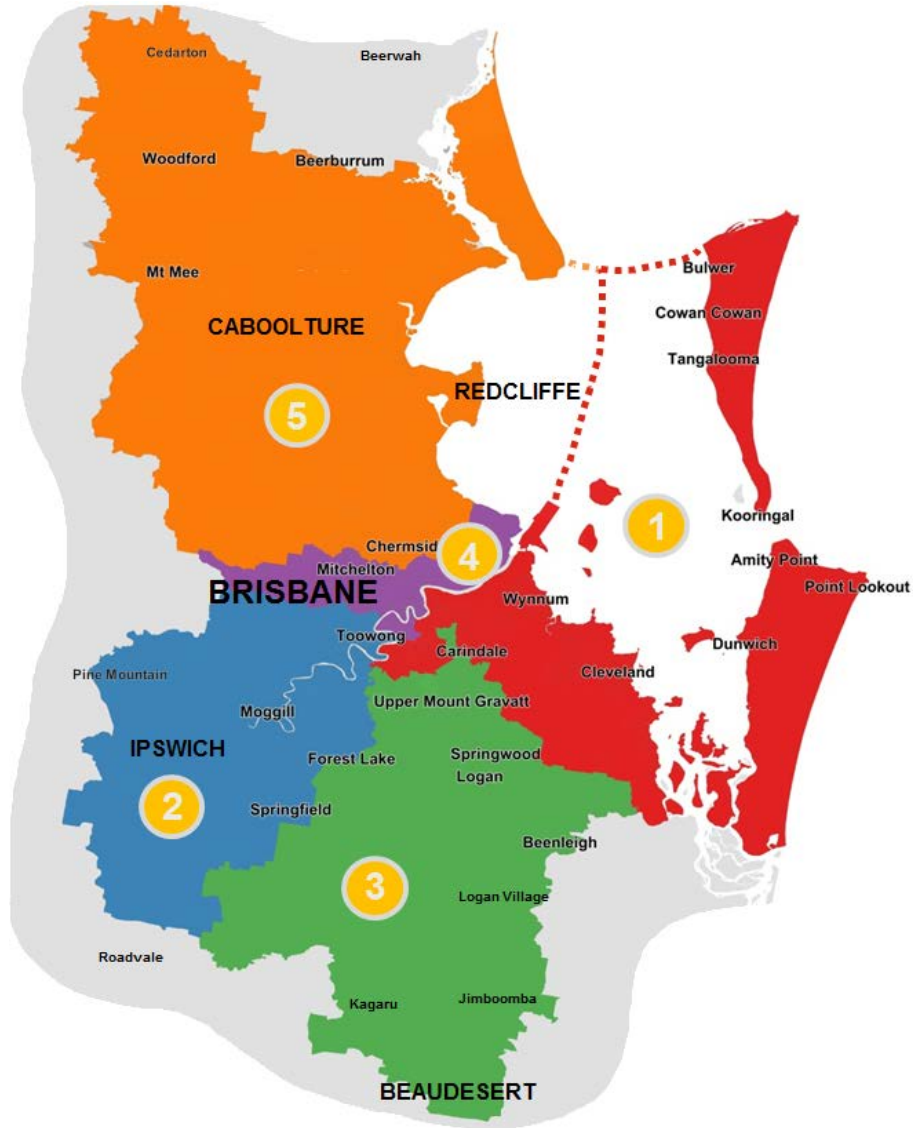 Cedarton
Beerwah
Woodford
Beerburrum
Mt Mee
Bulwer
Cowan Cowan
CABOOLTURE
Tangalooma
REDCLIFFE
5
Kooringal
1
Chermsid
4
Amity Point
Mitchelton
Point Lookout
BRISBANE
Wynnum
Toowong
Dunwich
Carindale
Cleveland
Pine Mountain
Upper Mount Gravatt
Moggill
IPSWICH
Forest Lake
Springwood
Logan
2
Springfield
Beenleigh
3
Logan Village
Roadvale
Kagaru
Jimboomba
BEAUDESERT